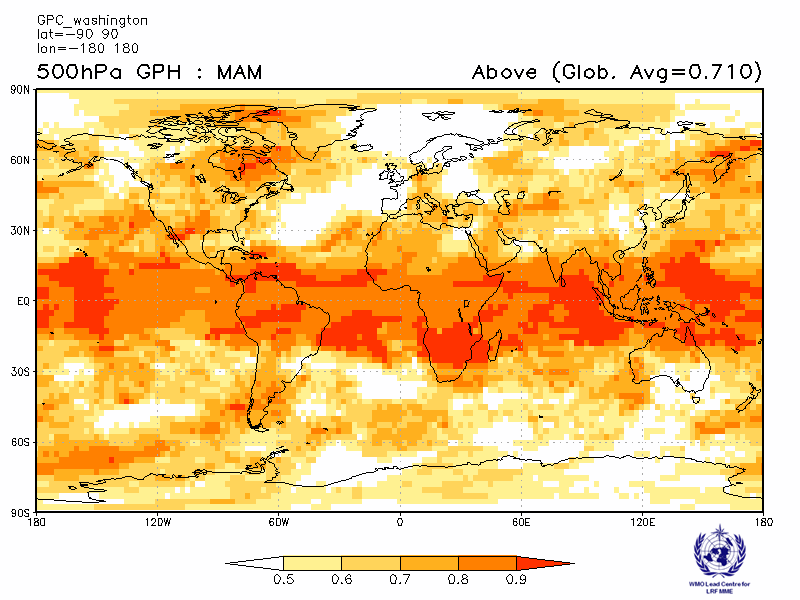 GPC_washington
lat=-90 90
lon=-180 180
500hPa GPH : MAM Above (Glob. Avg=0.710)
90N
60N
30N
EQ
30S
60S
90S
180 120W 60W 0 60E 120E 180
0.5 0.6 0.7 0.8 0.9
WMO Lead Centre for
LRF MME